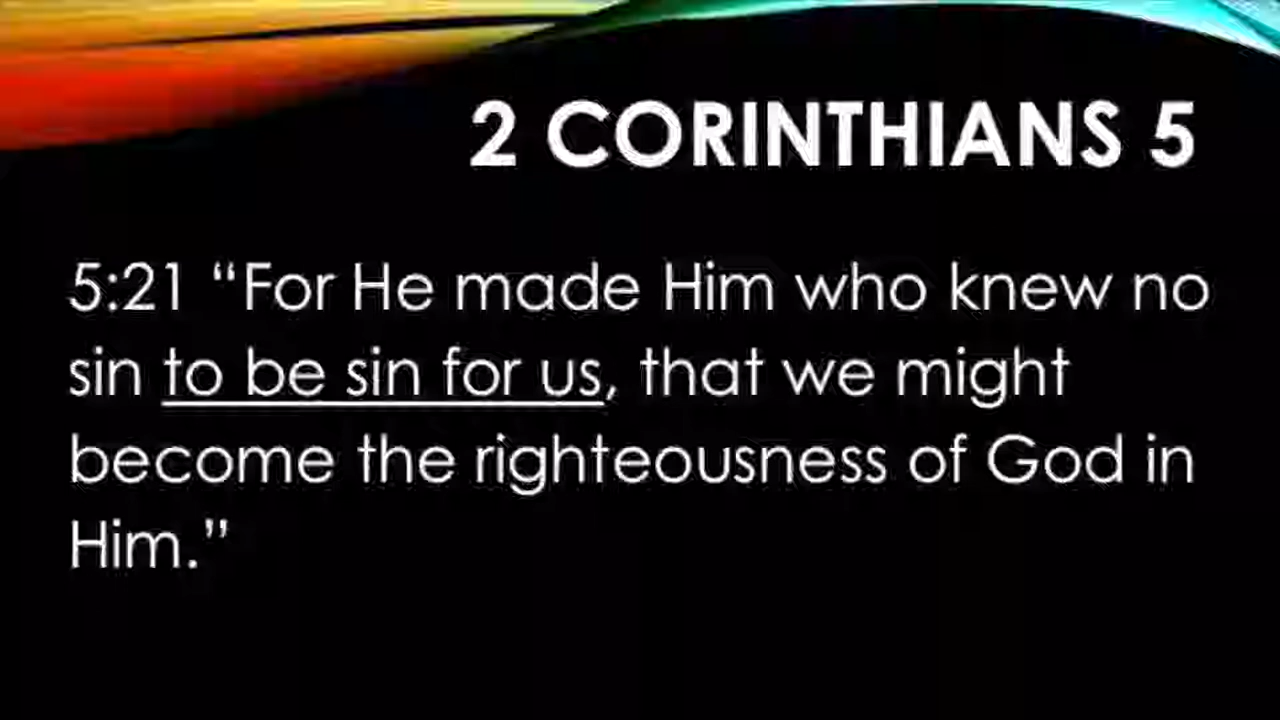 2 CORINTHIANS 5
5:21 “For He made Him who knew no
sin to be sin for us, that we might
become the righteousness of God in
Him.”